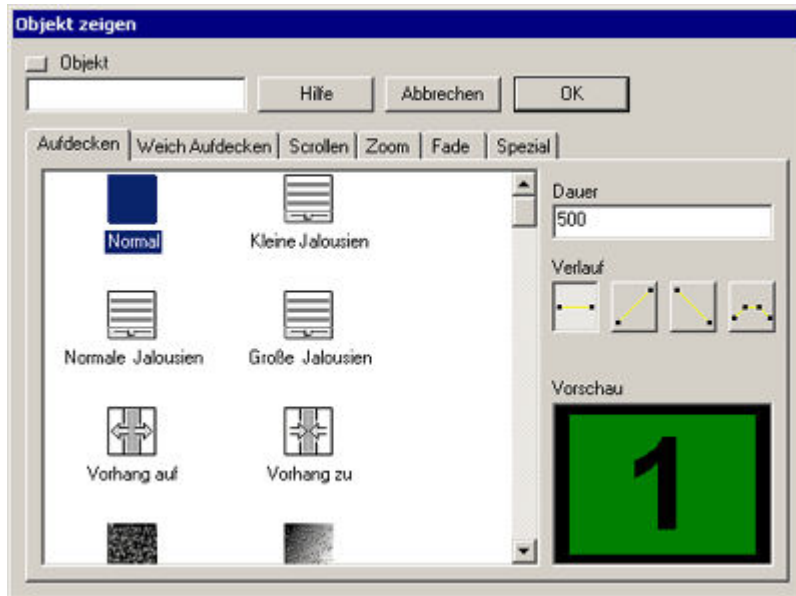 Objekt zeigen
Objekt
Hilfe
Abbrechen
OK
Aufdecken
Weich Aufdecken
Scrollen
Zoom
Fade
Spezial
Normal
Kleine Jalousien
Normale Jalousien
Große Jalousien
Vorhang auf
Vorhang zu
Dauer
500
Verlauf
Vorschau
1